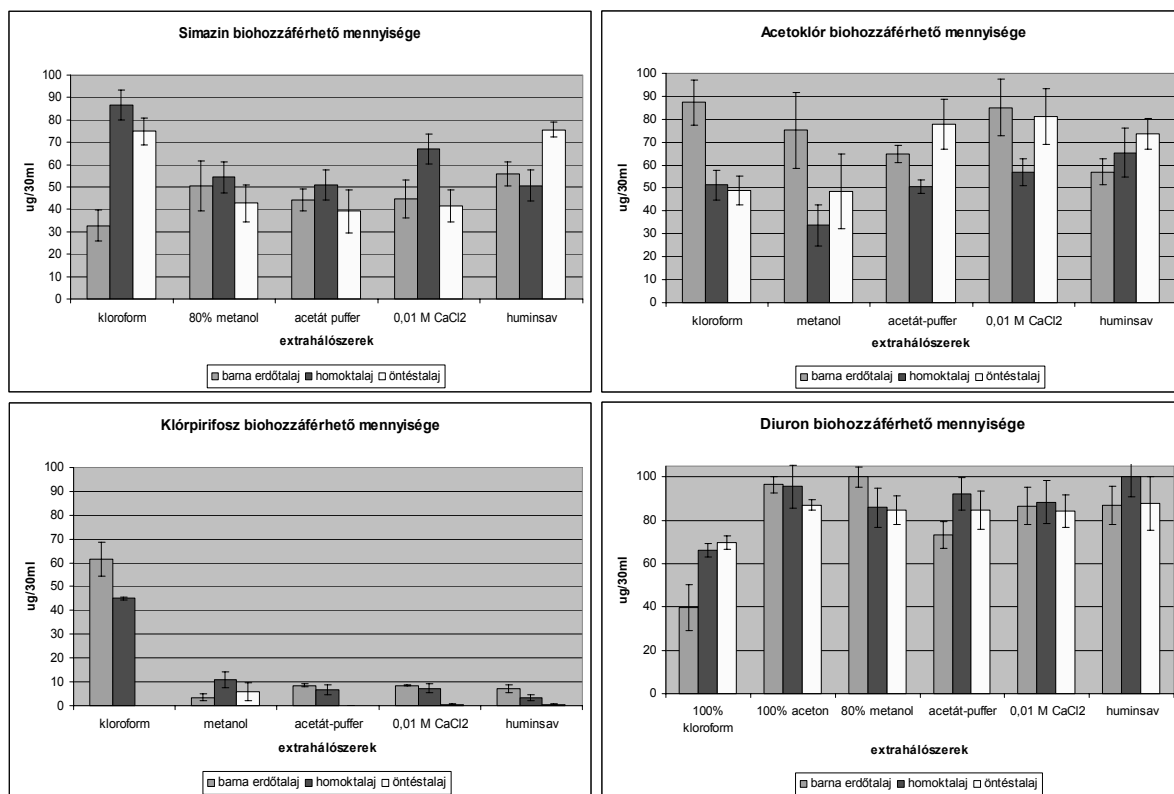 Simazin biohozzáférhető mennyisége
ug/30ml
100
90
80
70
60
50
40
30
20
10
0
kloroform 80% metanol acetát puffer 0,01 M CaCl2 huminsav
extrahálószerek
barna erdőtalaj homoktalaj öntéstalaj
Acetoklór biohozzáférhető mennyisége
ug/30ml
100
90
80
70
60
50
40
30
20
10
0
kloroform metanol acetát-puffer 0,01 M CaCl2 huminsav
extrahálószerek
barna erdőtalaj homoktalaj öntéstalaj
Klórpirifosz biohozzáférhető mennyisége
ug/30ml
100
90
80
70
60
50
40
30
20
10
0
kloroform metanol acetát-puffer 0,01 M CaCl2 huminsav
extrahálószerek
barna erdőtalaj homoktalaj öntéstalaj
Diuron biohozzáférhető mennyisége
ug/30ml
100
80
60
40
20
0
100% 100% aceton 80% metanol acetát-puffer 0,01 M CaCl2 huminsav
kloroform
extrahálószerek
barna erdőtalaj homoktalaj öntéstalaj